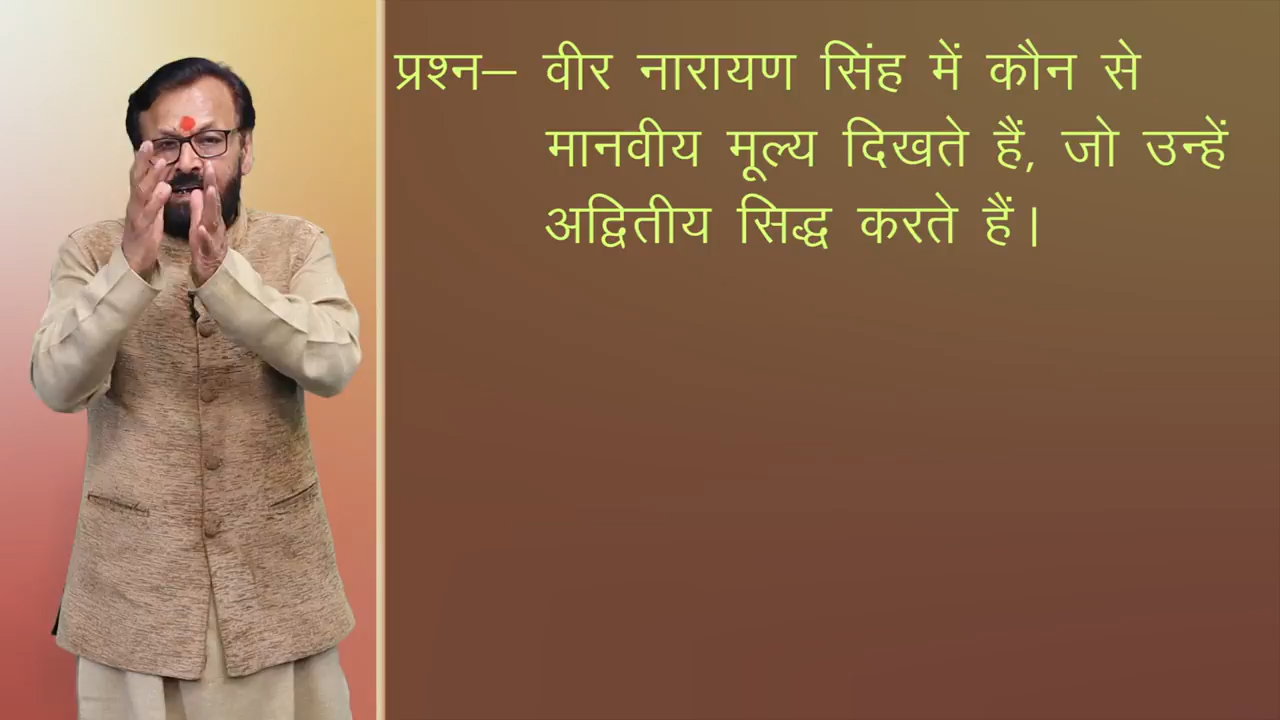 प्रश्न– वीर नारायण सिंह में कौन से
मानवीय मूल्य दिखते हैं, जो उन्हें
अद्वितीय सिद्ध करते हैं।